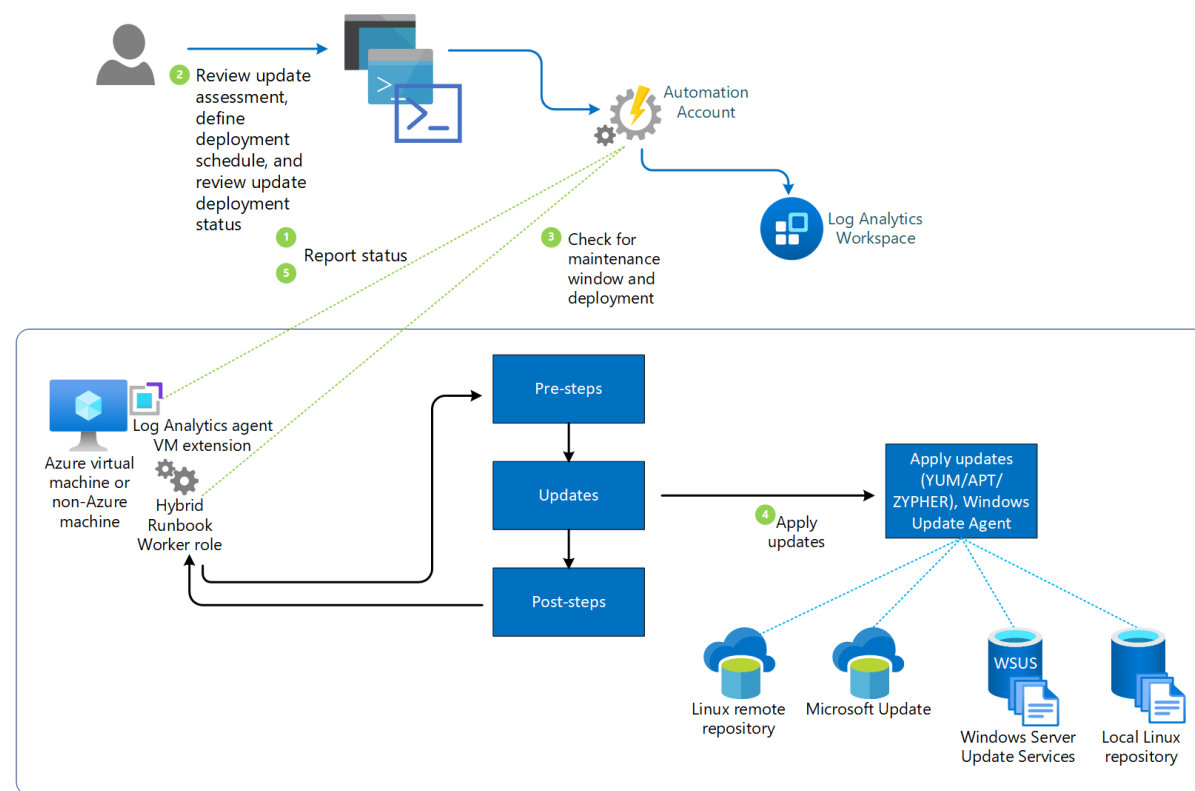 2 Review update
assessment,
define
deployment
schedule, and
review update
deployment
status
Automation
Account
Log Analytics
Workspace
1
Report status
5
3 Check for
maintenance
window and
deployment
Log Analytics agent
VM extension
Azure virtual
machine or
non-Azure
machine
Hybrid
Runbook
Worker role
Pre-steps
Updates
Post-steps
4 Apply
updates
Apply updates
(YUM/APT/
ZYPHER), Windows
Update Agent
Linux remote
repository
Microsoft Update
WSUS
Windows Server
Update Services
Local Linux
repository